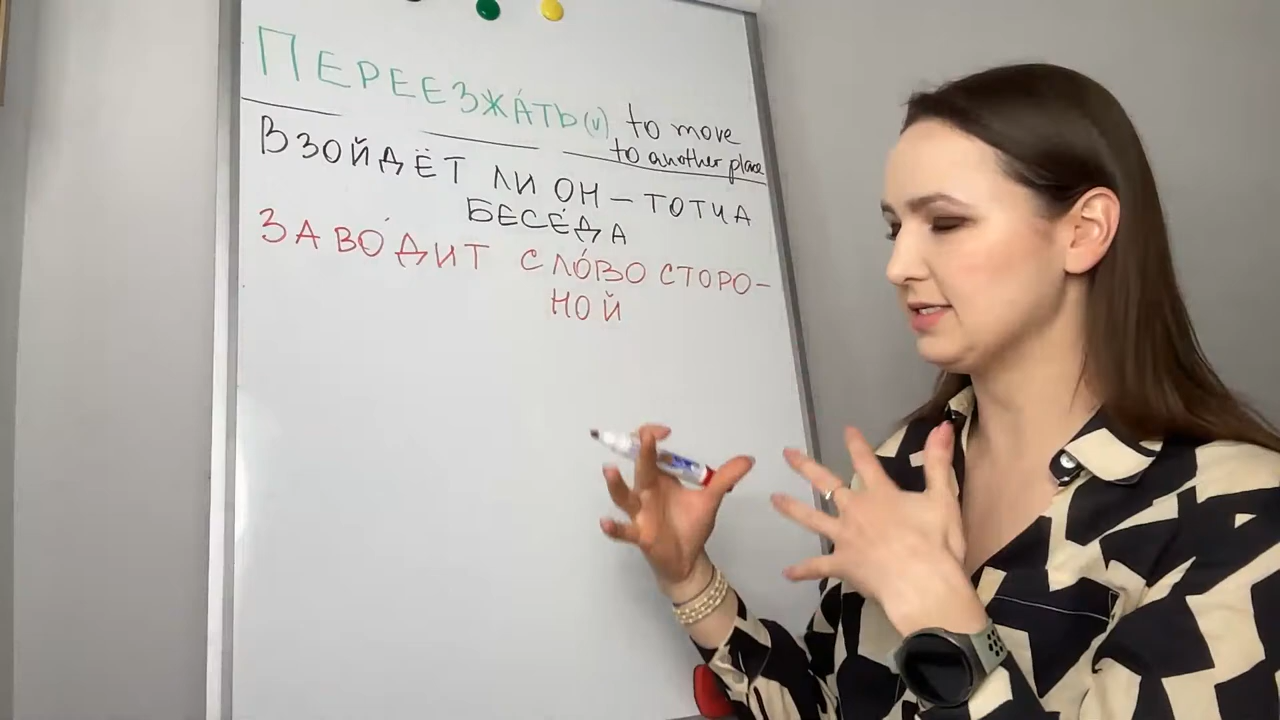 ПЕРЕЕЗЖА́ТЬ (v) to move
to another place
ВЗОЙДЁТ ЛИ ОН – ТОТЧА
БЕСЕ́ДА
ЗАВО́ДИТ СЛО́ВО СТОРО-
НОЙ